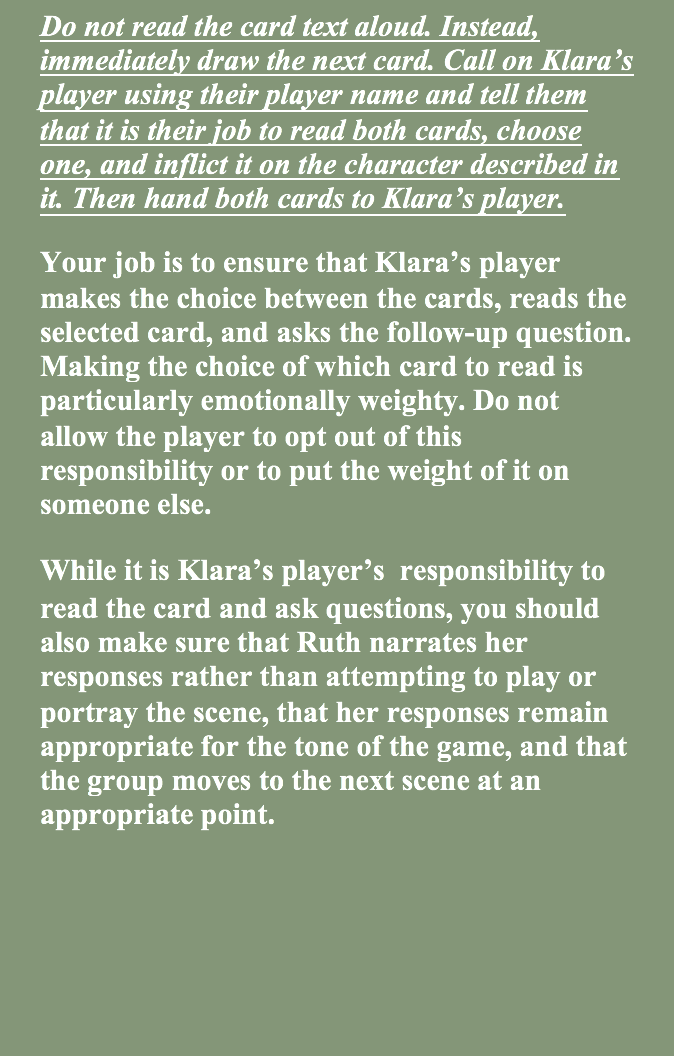 Do not read the card text aloud. Instead,
immediately draw the next card. Call on Klara’s
player using their player name and tell them
that it is their job to read both cards, choose
one, and inflict it on the character described in
it. Then hand both cards to Klara’s player.
Your job is to ensure that Klara’s player
makes the choice between the cards, reads the
selected card, and asks the follow-up question.
Making the choice of which card to read is
particularly emotionally weighty. Do not
allow the player to opt out of this
responsibility or to put the weight of it on
someone else.
While it is Klara’s player’s  responsibility to
read the card and ask questions, you should
also make sure that Ruth narrates her
responses rather than attempting to play or
portray the scene, that her responses remain
appropriate for the tone of the game, and that
the group moves to the next scene at an
appropriate point.